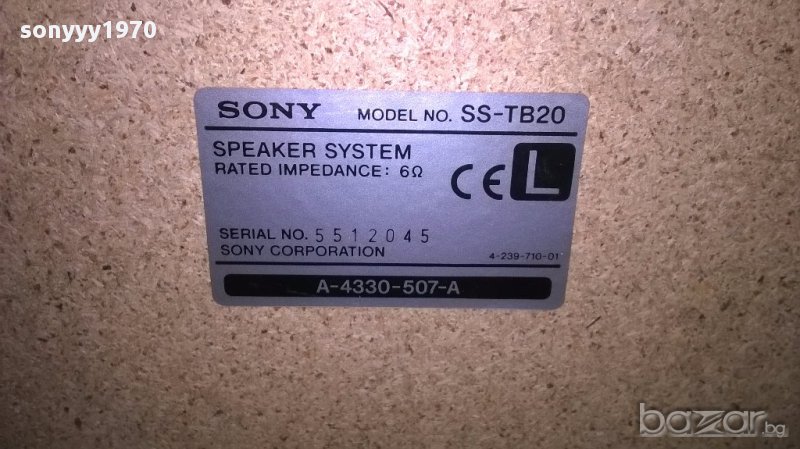 sonyyy1970
SONY MODEL NO. SS-TB20
SPEAKER SYSTEM
RATED IMPEDANCE: 6Ω
CE L
SERIAL NO. 5512045
SONY CORPORATION
4-239-710-01
A-4330-507-A
bazar.bg